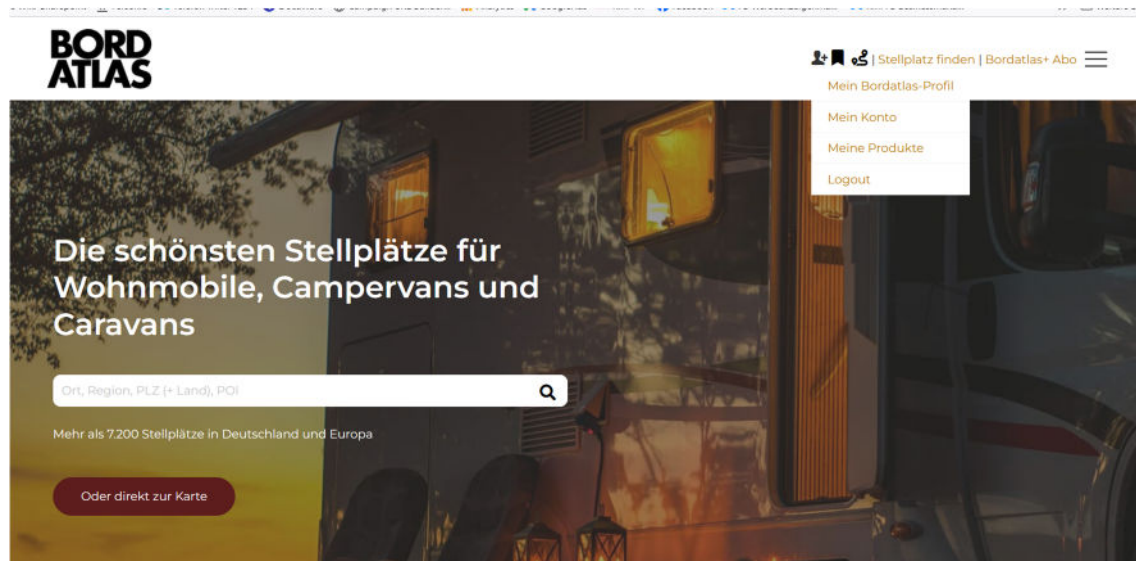 BORD
ATLAS
| Stellplatz finden | Bordatlas+ Abo
Mein Bordatlas-Profil
Mein Konto
Meine Produkte
Logout
Die schönsten Stellplätze für
Wohnmobile, Campervans und
Caravans
Ort, Region, PLZ (+ Land), POI
Mehr als 7.200 Stellplätze in Deutschland und Europa
Oder direkt zur Karte